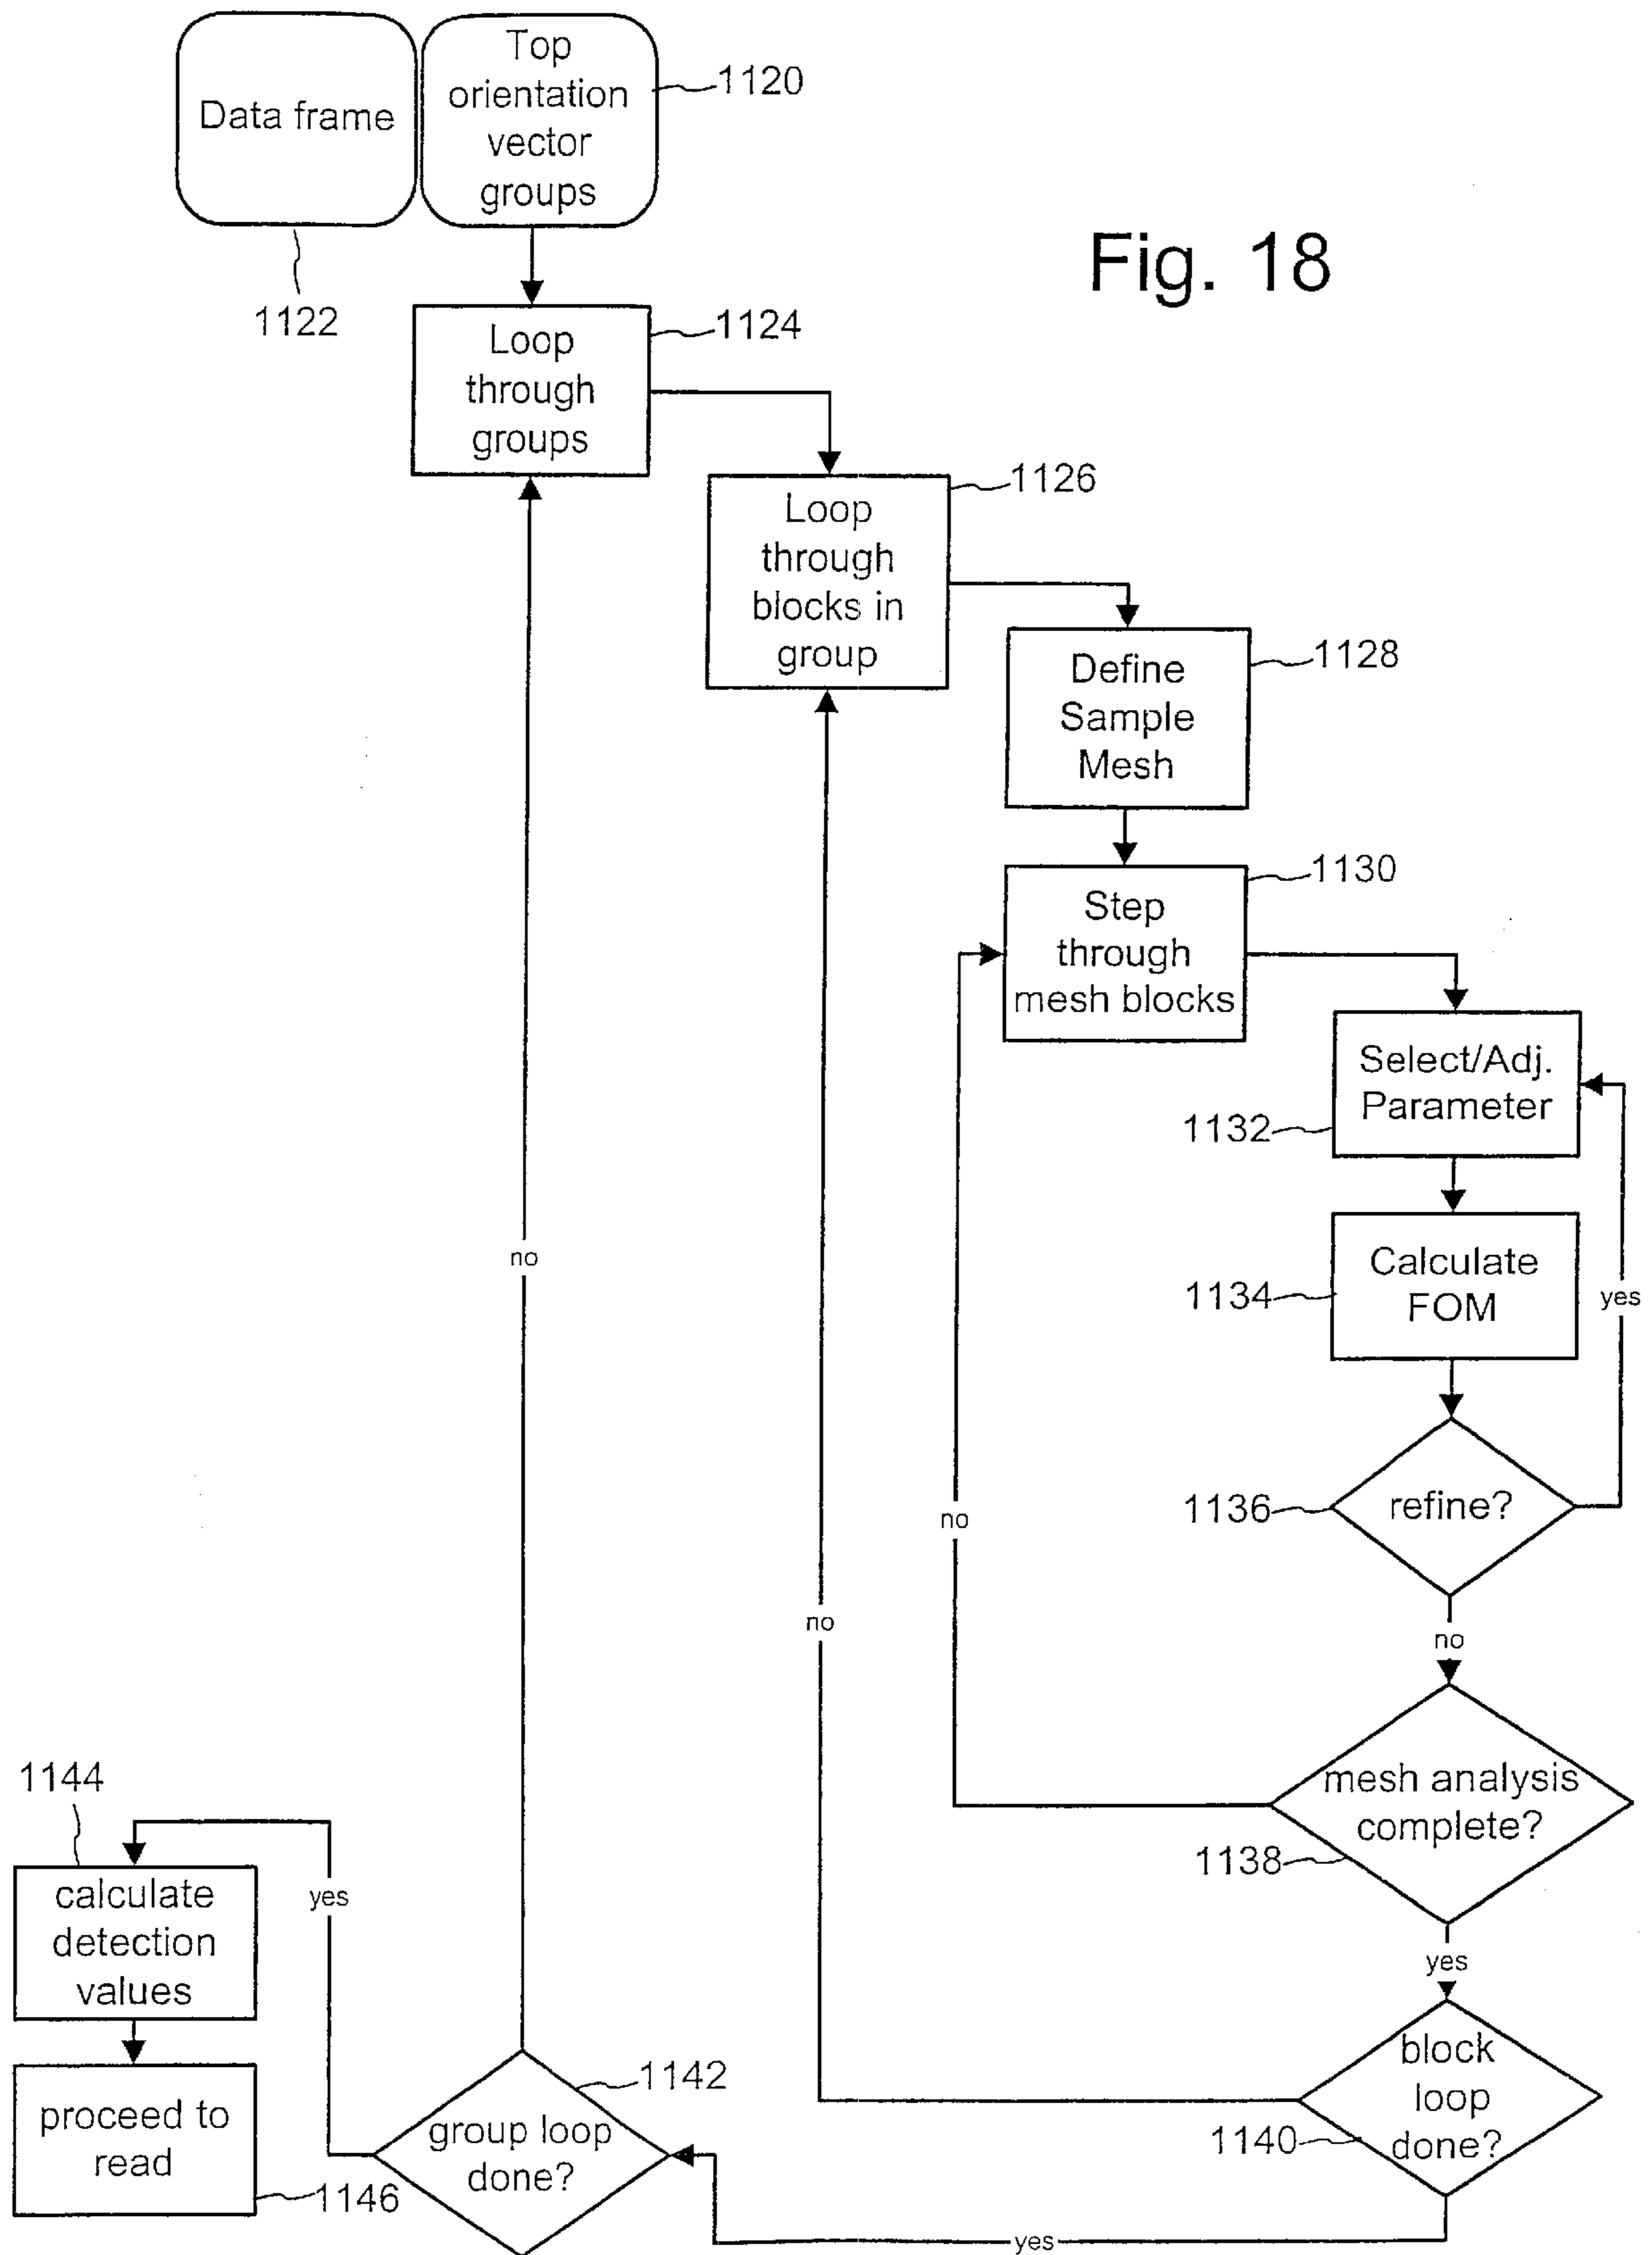 Data frame
Top
orientation
vector
groups
1120
1122
Fig. 18
Loop
through
groups
1124
Loop
through
blocks in
group
1126
Define
Sample
Mesh
1128
Step
through
mesh blocks
1130
Select/Adj.
Parameter
1132
Calculate
FOM
1134
yes
refine?
1136
no
no
no
no
mesh analysis
complete?
1138
yes
block
loop
done?
1140
yes
group loop
done?
1142
yes
1144
calculate
detection
values
proceed to
read
1146